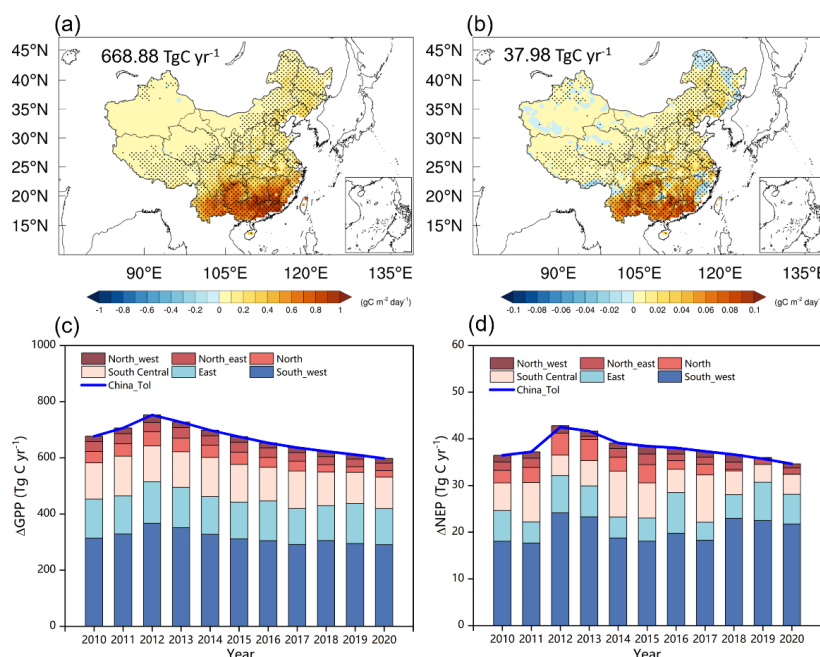 (a)
(b)
668.88 TgC yr⁻¹
37.98 TgC yr⁻¹
45°N
40°N
35°N
30°N
25°N
20°N
15°N
45°N
40°N
35°N
30°N
25°N
20°N
15°N
90°E 105°E 120°E 135°E
90°E 105°E 120°E 135°E
-1 -0.8 -0.6 -0.4 -0.2 0 0.2 0.4 0.6 0.8 1 (gC m⁻² day⁻¹)
-0.1 -0.08 -0.06 -0.04 -0.02 0 0.02 0.04 0.06 0.08 0.1 (gC m⁻² day⁻¹)
(c)
(d)
1000
800
600
400
200
0
ΔGPP (Tg C yr⁻¹)
North_west North_east North
South Central East South_west
China_Tol
2010 2011 2012 2013 2014 2015 2016 2017 2018 2019 2020
Year
60
50
40
30
20
10
0
ΔNEP (Tg C yr⁻¹)
North_west North_east North
South Central East South_west
China_Tol
2010 2011 2012 2013 2014 2015 2016 2017 2018 2019 2020
Year